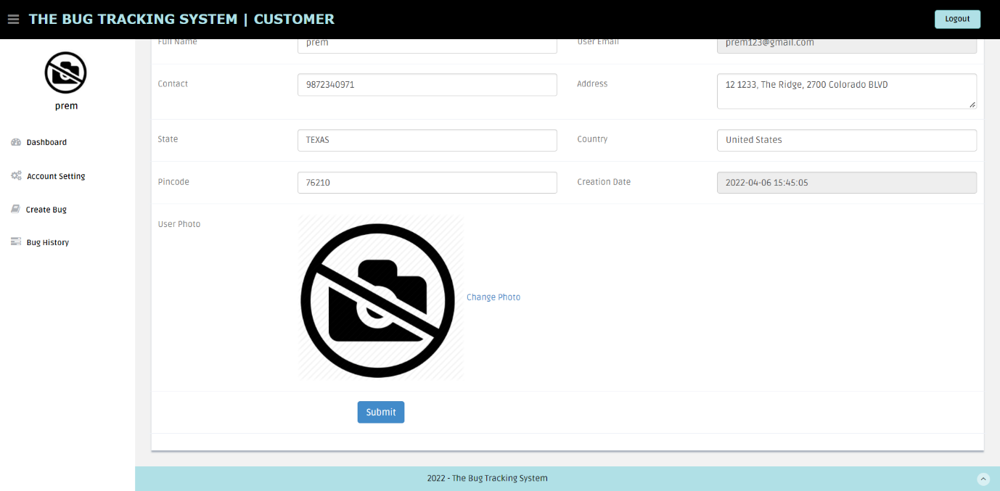 THE BUG TRACKING SYSTEM | CUSTOMER
Logout
prem
Dashboard
Account Setting
Create Bug
Bug History
Full Name prem User Email prem123@gmail.com
Contact 9872340971 Address 12 1233, The Ridge, 2700 Colorado BLVD
State TEXAS Country United States
Pincode 76210 Creation Date 2022-04-06 15:45:05
User Photo
Change Photo
Submit
2022 - The Bug Tracking System